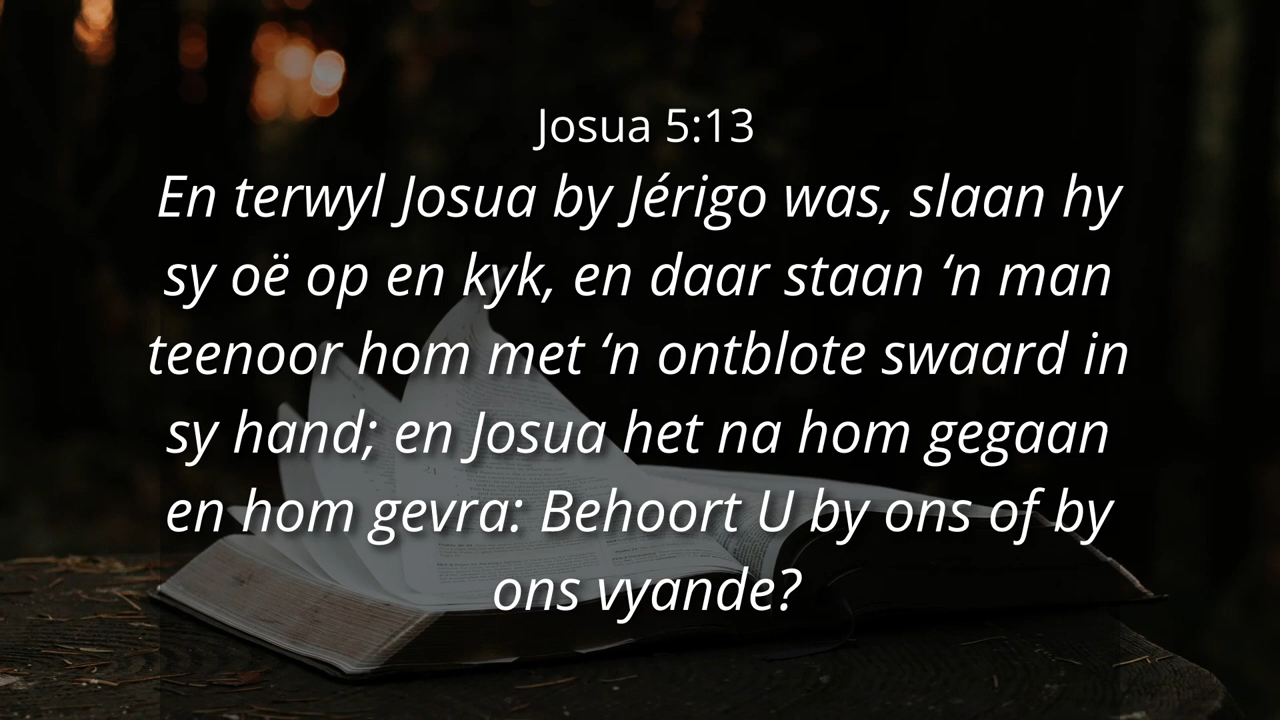 Josua 5:13
En terwyl Josua by Jérigo was, slaan hy
sy oë op en kyk, en daar staan ‘n man
teenoor hom met ‘n ontblote swaard in
sy hand; en Josua het na hom gegaan
en hom gevra: Behoort U by ons of by
ons vyande?